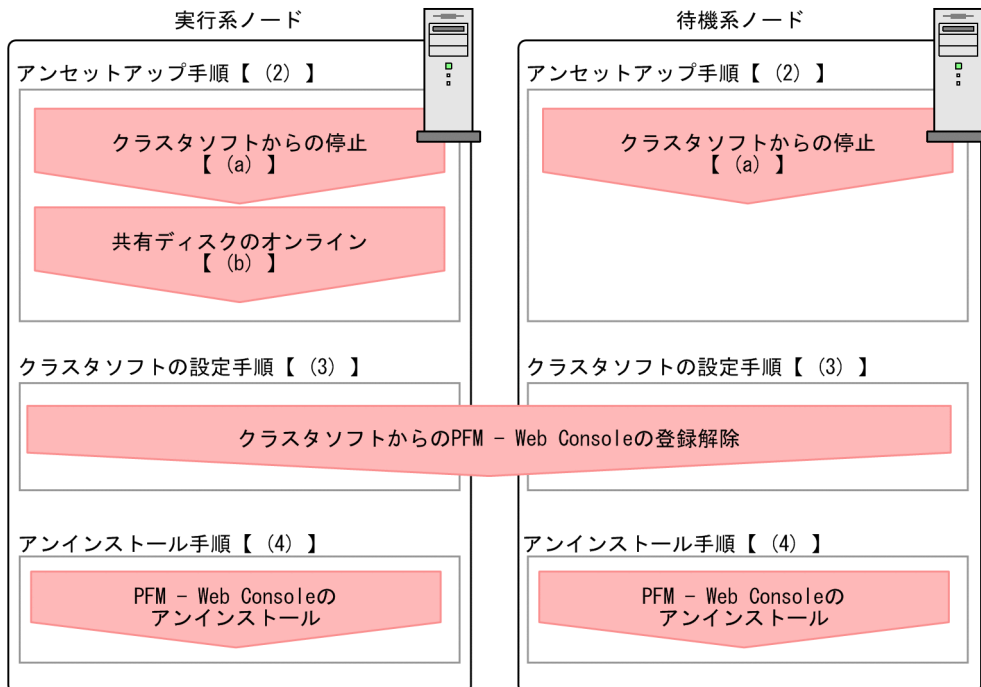 実行系ノード
待機系ノード
アンセットアップ手順【 (2) 】
アンセットアップ手順【 (2) 】
クラスタソフトからの停止
【 (a) 】
クラスタソフトからの停止
【 (a) 】
共有ディスクのオンライン
【 (b) 】
クラスタソフトの設定手順【 (3) 】
クラスタソフトの設定手順【 (3) 】
クラスタソフトからのPFM - Web Consoleの登録解除
アンインストール手順【 (4) 】
アンインストール手順【 (4) 】
PFM - Web Consoleの
アンインストール
PFM - Web Consoleの
アンインストール